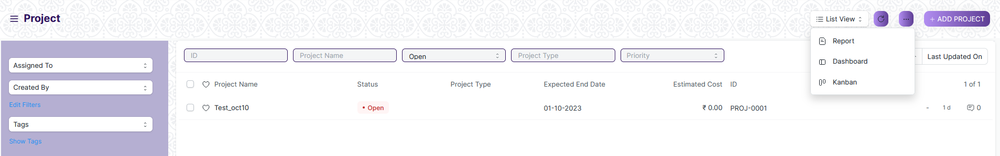 Project
List View
··· + ADD PROJECT
Report
Dashboard
Kanban
Assigned To
Created By
Edit Filters
Tags
Show Tags
ID
Project Name
Open
Project Type
Priority
Last Updated On
Project Name Status Project Type Expected End Date Estimated Cost ID 1 of 1
Test_oct10 • Open 01-10-2023 ₹ 0.00 PROJ-0001 - 1 d 0